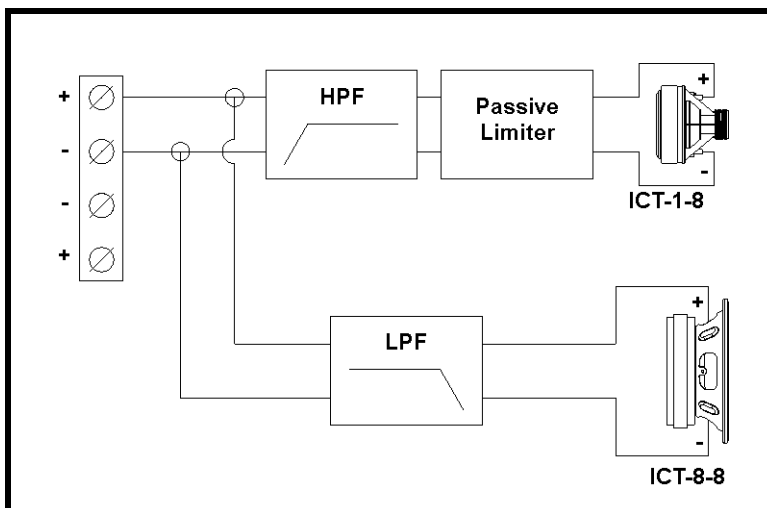 +
-
-
+
HPF
Passive
Limiter
+
-
ICT-1-8
LPF
+
-
ICT-8-8